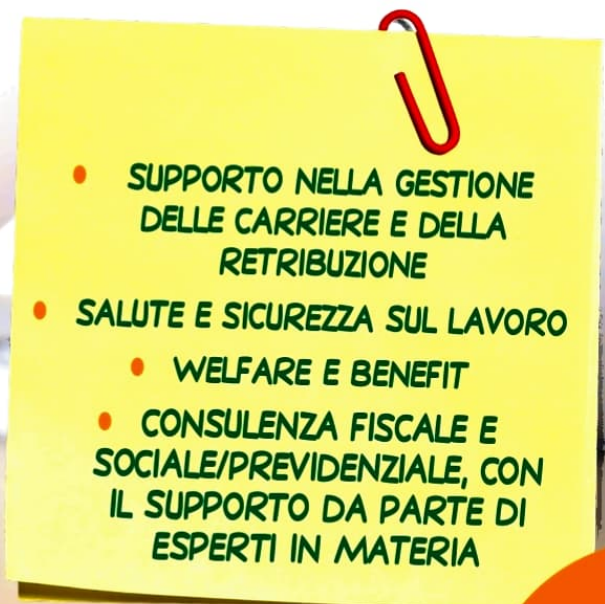 • SUPPORTO NELLA GESTIONE
DELLE CARRIERE E DELLA
RETRIBUZIONE
• SALUTE E SICUREZZA SUL LAVORO
• WELFARE E BENEFIT
• CONSULENZA FISCALE E
SOCIALE/PREVIDENZIALE, CON
IL SUPPORTO DA PARTE DI
ESPERTI IN MATERIA